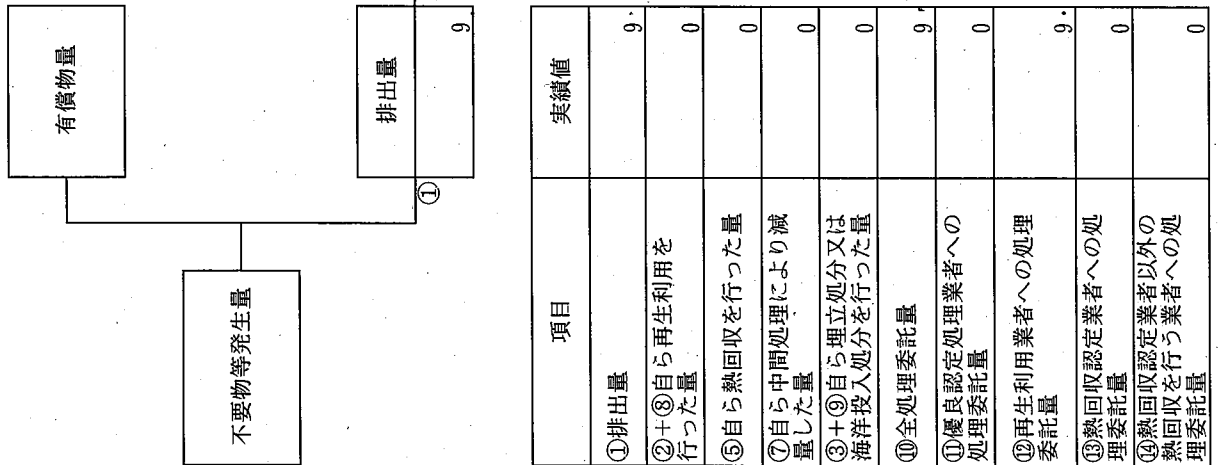 不要物等発生量
有償物量
排出量
①
9.
項目
実績値
①排出量
9.
②+⑧自ら再生利用を
行った量
0
⑤自ら熱回収を行った量
0
⑦自ら中間処理により減
量した量
0
③+⑨自ら埋立処分又は
海洋投入処分を行った量
0
⑩全処理委託量
9.
⑪優良認定処理業者への
処理委託量
0
⑫再生利用業者への処理
委託量
9.
⑬熱回収認定業者への処
理委託量
0
⑭熱回収認定業者以外の
熱回収を行う業者への処
理委託量
0